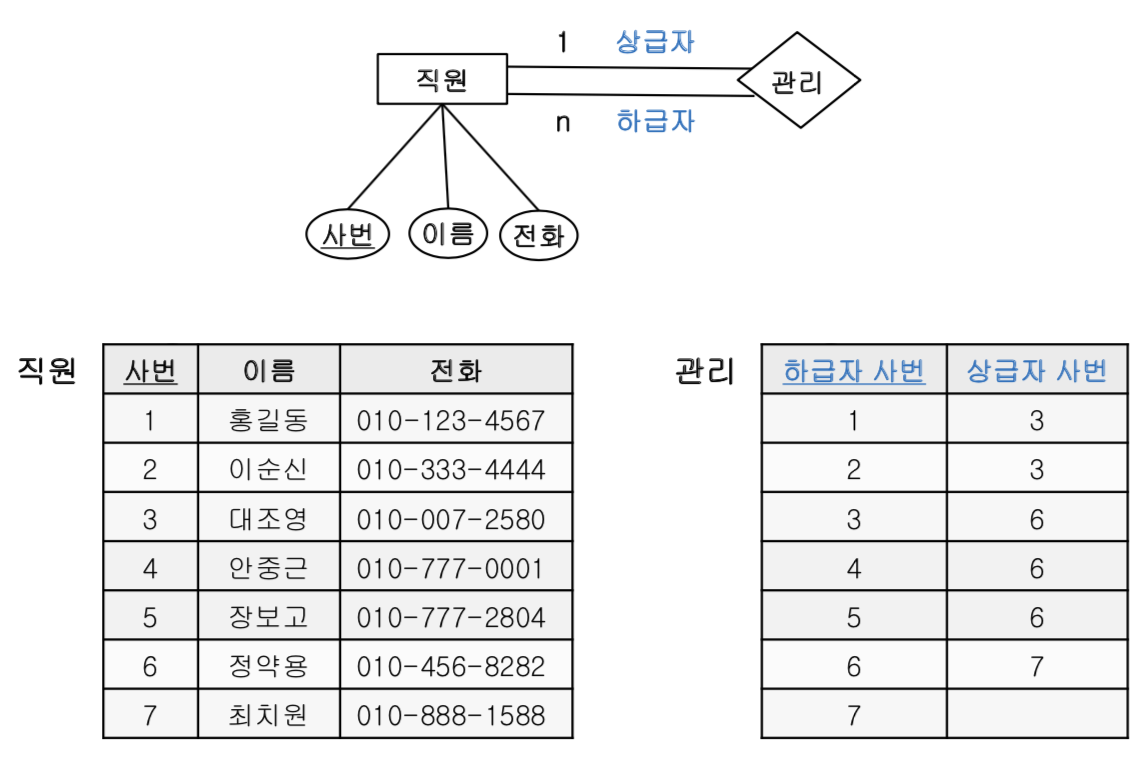 1 상급자
직원 관리
n 하급자
사번 이름 전화
직원 사번 이름 전화
1 홍길동 010-123-4567
2 이순신 010-333-4444
3 대조영 010-007-2580
4 안중근 010-777-0001
5 장보고 010-777-2804
6 정약용 010-456-8282
7 최치원 010-888-1588
관리 하급자 사번 상급자 사번
1 3
2 3
3 6
4 6
5 6
6 7
7